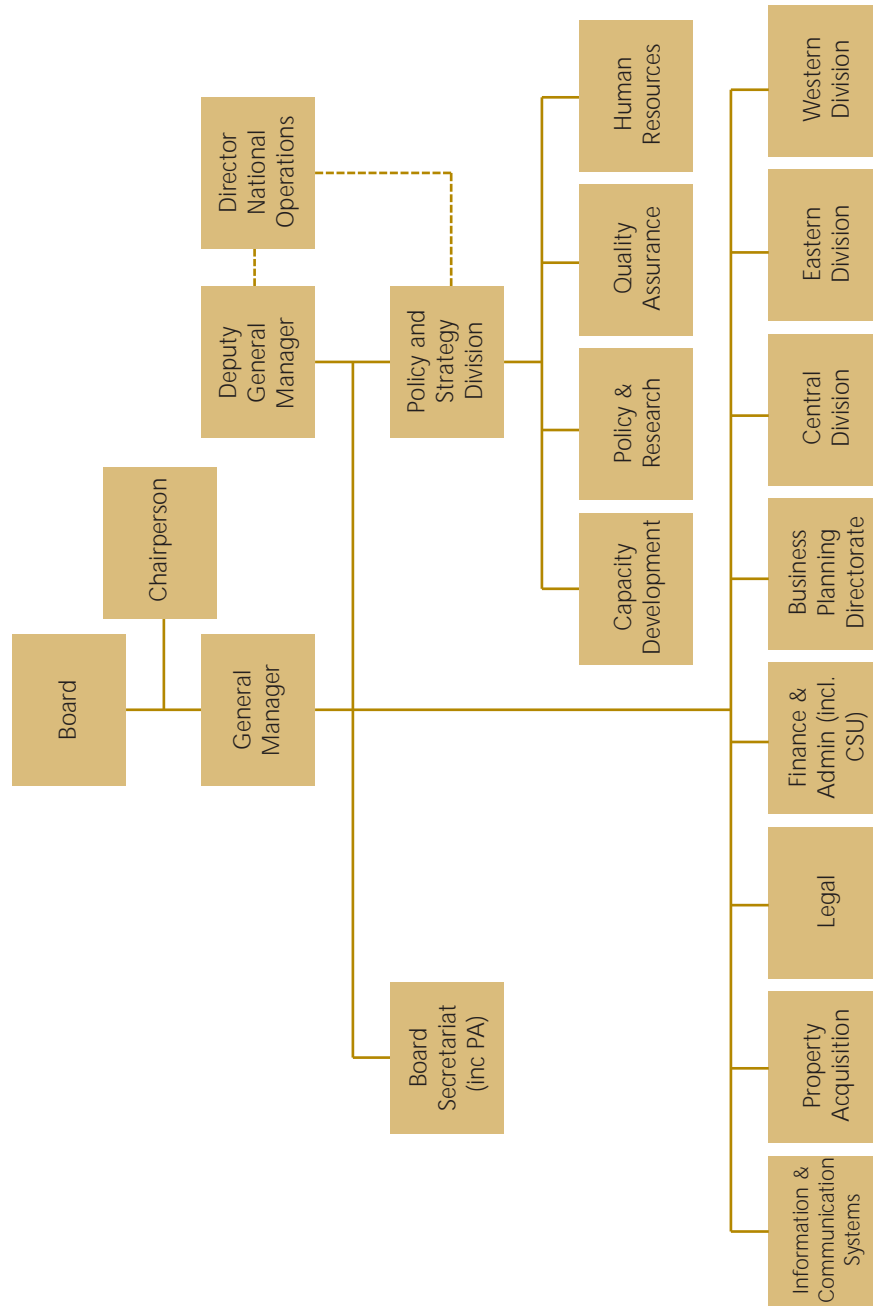 Board
Chairperson
General
Manager
Deputy
General
Manager
Director
National
Operations
Board
Secretariat
(inc PA)
Policy and
Strategy
Division
Capacity
Development
Policy &
Research
Quality
Assurance
Human
Resources
Information &
Communication
Systems
Property
Acquisition
Legal
Finance &
Admin (incl.
CSU)
Business
Planning
Directorate
Central
Division
Eastern
Division
Western
Division